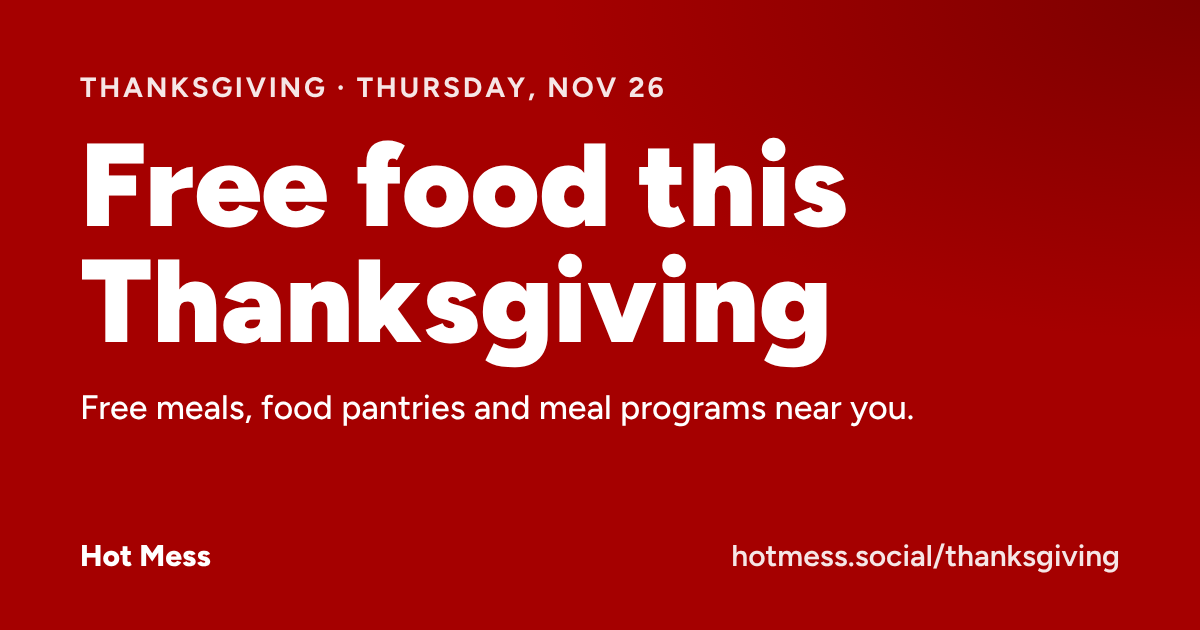 THANKSGIVING · THURSDAY, NOV 26
Free food this
Thanksgiving
Free meals, food pantries and meal programs near you.
Hot Mess
hotmess.social/thanksgiving